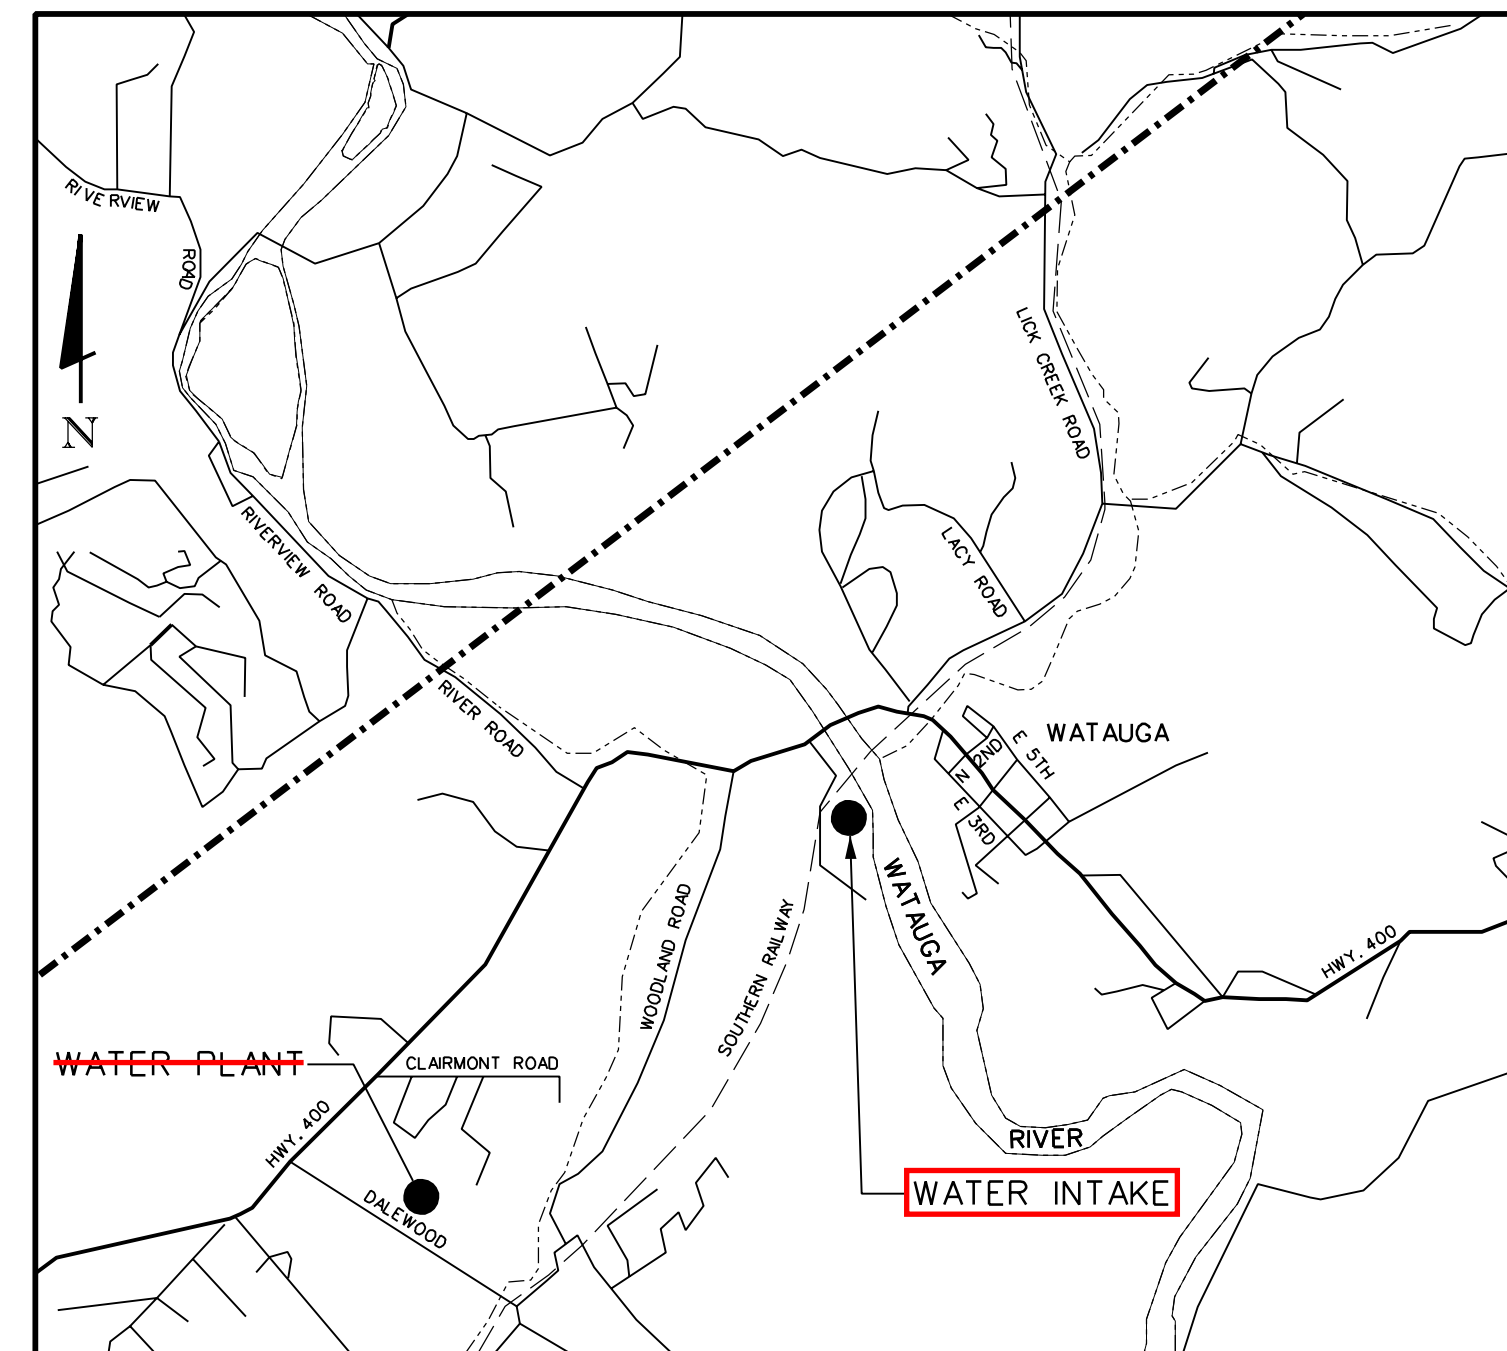 RIVERVIEW
ROAD
N
LICK CREEK ROAD
RIVERVIEW ROAD
LACY ROAD
RIVER ROAD
WATAUGA
N 2ND
E 5TH
E 3RD
WATAUGA
WOODLAND ROAD
SOUTHERN RAILWAY
HWY. 400
WATER PLANT
CLAIRMONT ROAD
HWY. 400
RIVER
WATER INTAKE
DALEWOOD